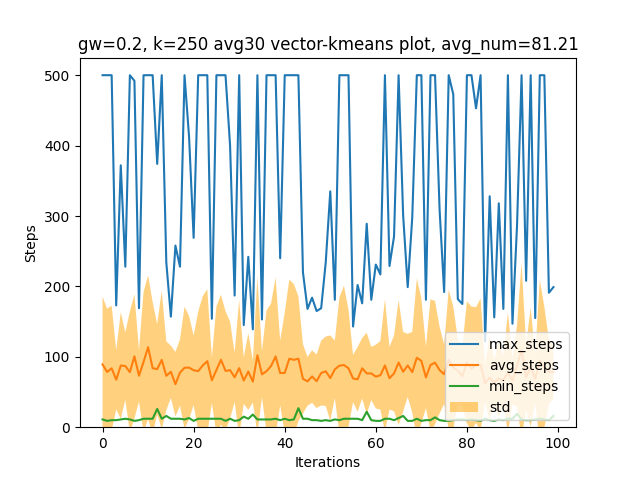 gw=0.2, k=250 avg30 vector-kmeans plot, avg_num=81.21
500
400
300
200
100
0
Steps
max_steps
avg_steps
min_steps
std
0
20
40
60
80
100
Iterations